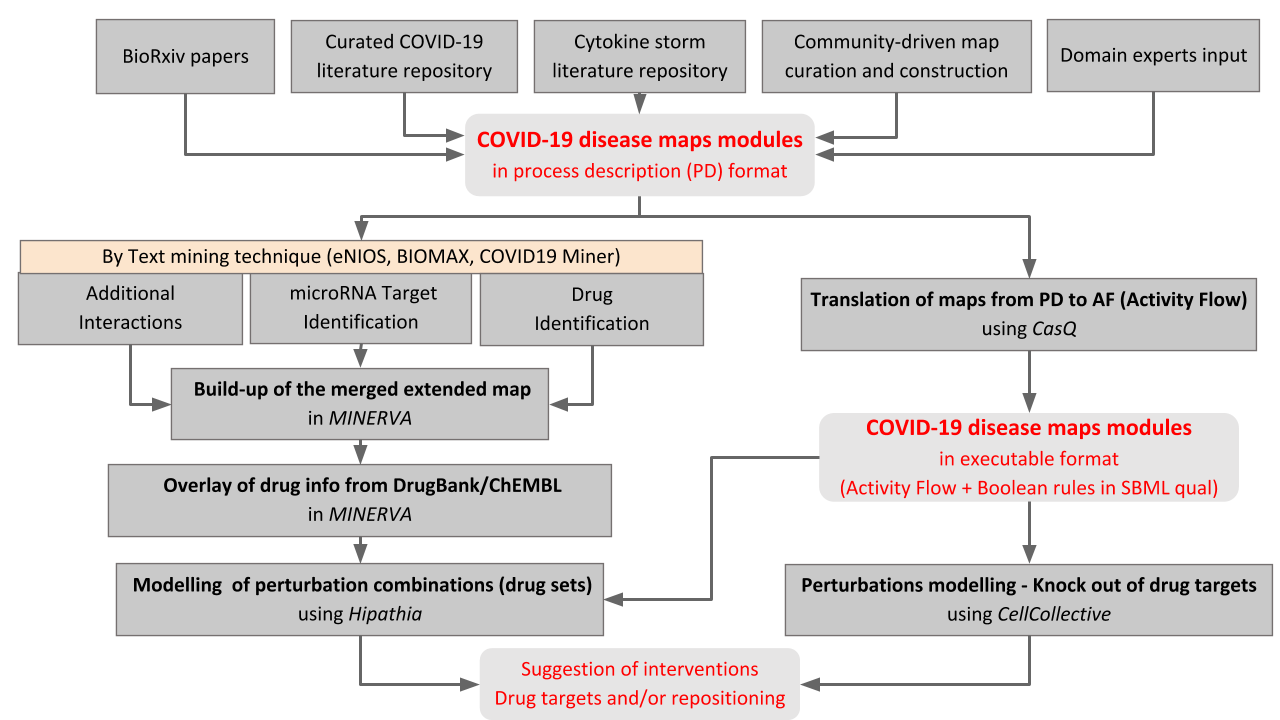 BioRxiv papers
Curated COVID-19
literature repository
Cytokine storm
literature repository
Community-driven map
curation and construction
Domain experts input
COVID-19 disease maps modules
in process description (PD) format
By Text mining technique (eNIOS, BIOMAX, COVID19 Miner)
Additional
Interactions
microRNA Target
Identification
Drug
Identification
Translation of maps from PD to AF (Activity Flow)
using CasQ
Build-up of the merged extended map
in MINERVA
COVID-19 disease maps modules
in executable format
(Activity Flow + Boolean rules in SBML qual)
Overlay of drug info from DrugBank/ChEMBL
in MINERVA
Modelling of perturbation combinations (drug sets)
using Hipathia
Perturbations modelling - Knock out of drug targets
using CellCollective
Suggestion of interventions
Drug targets and/or repositioning